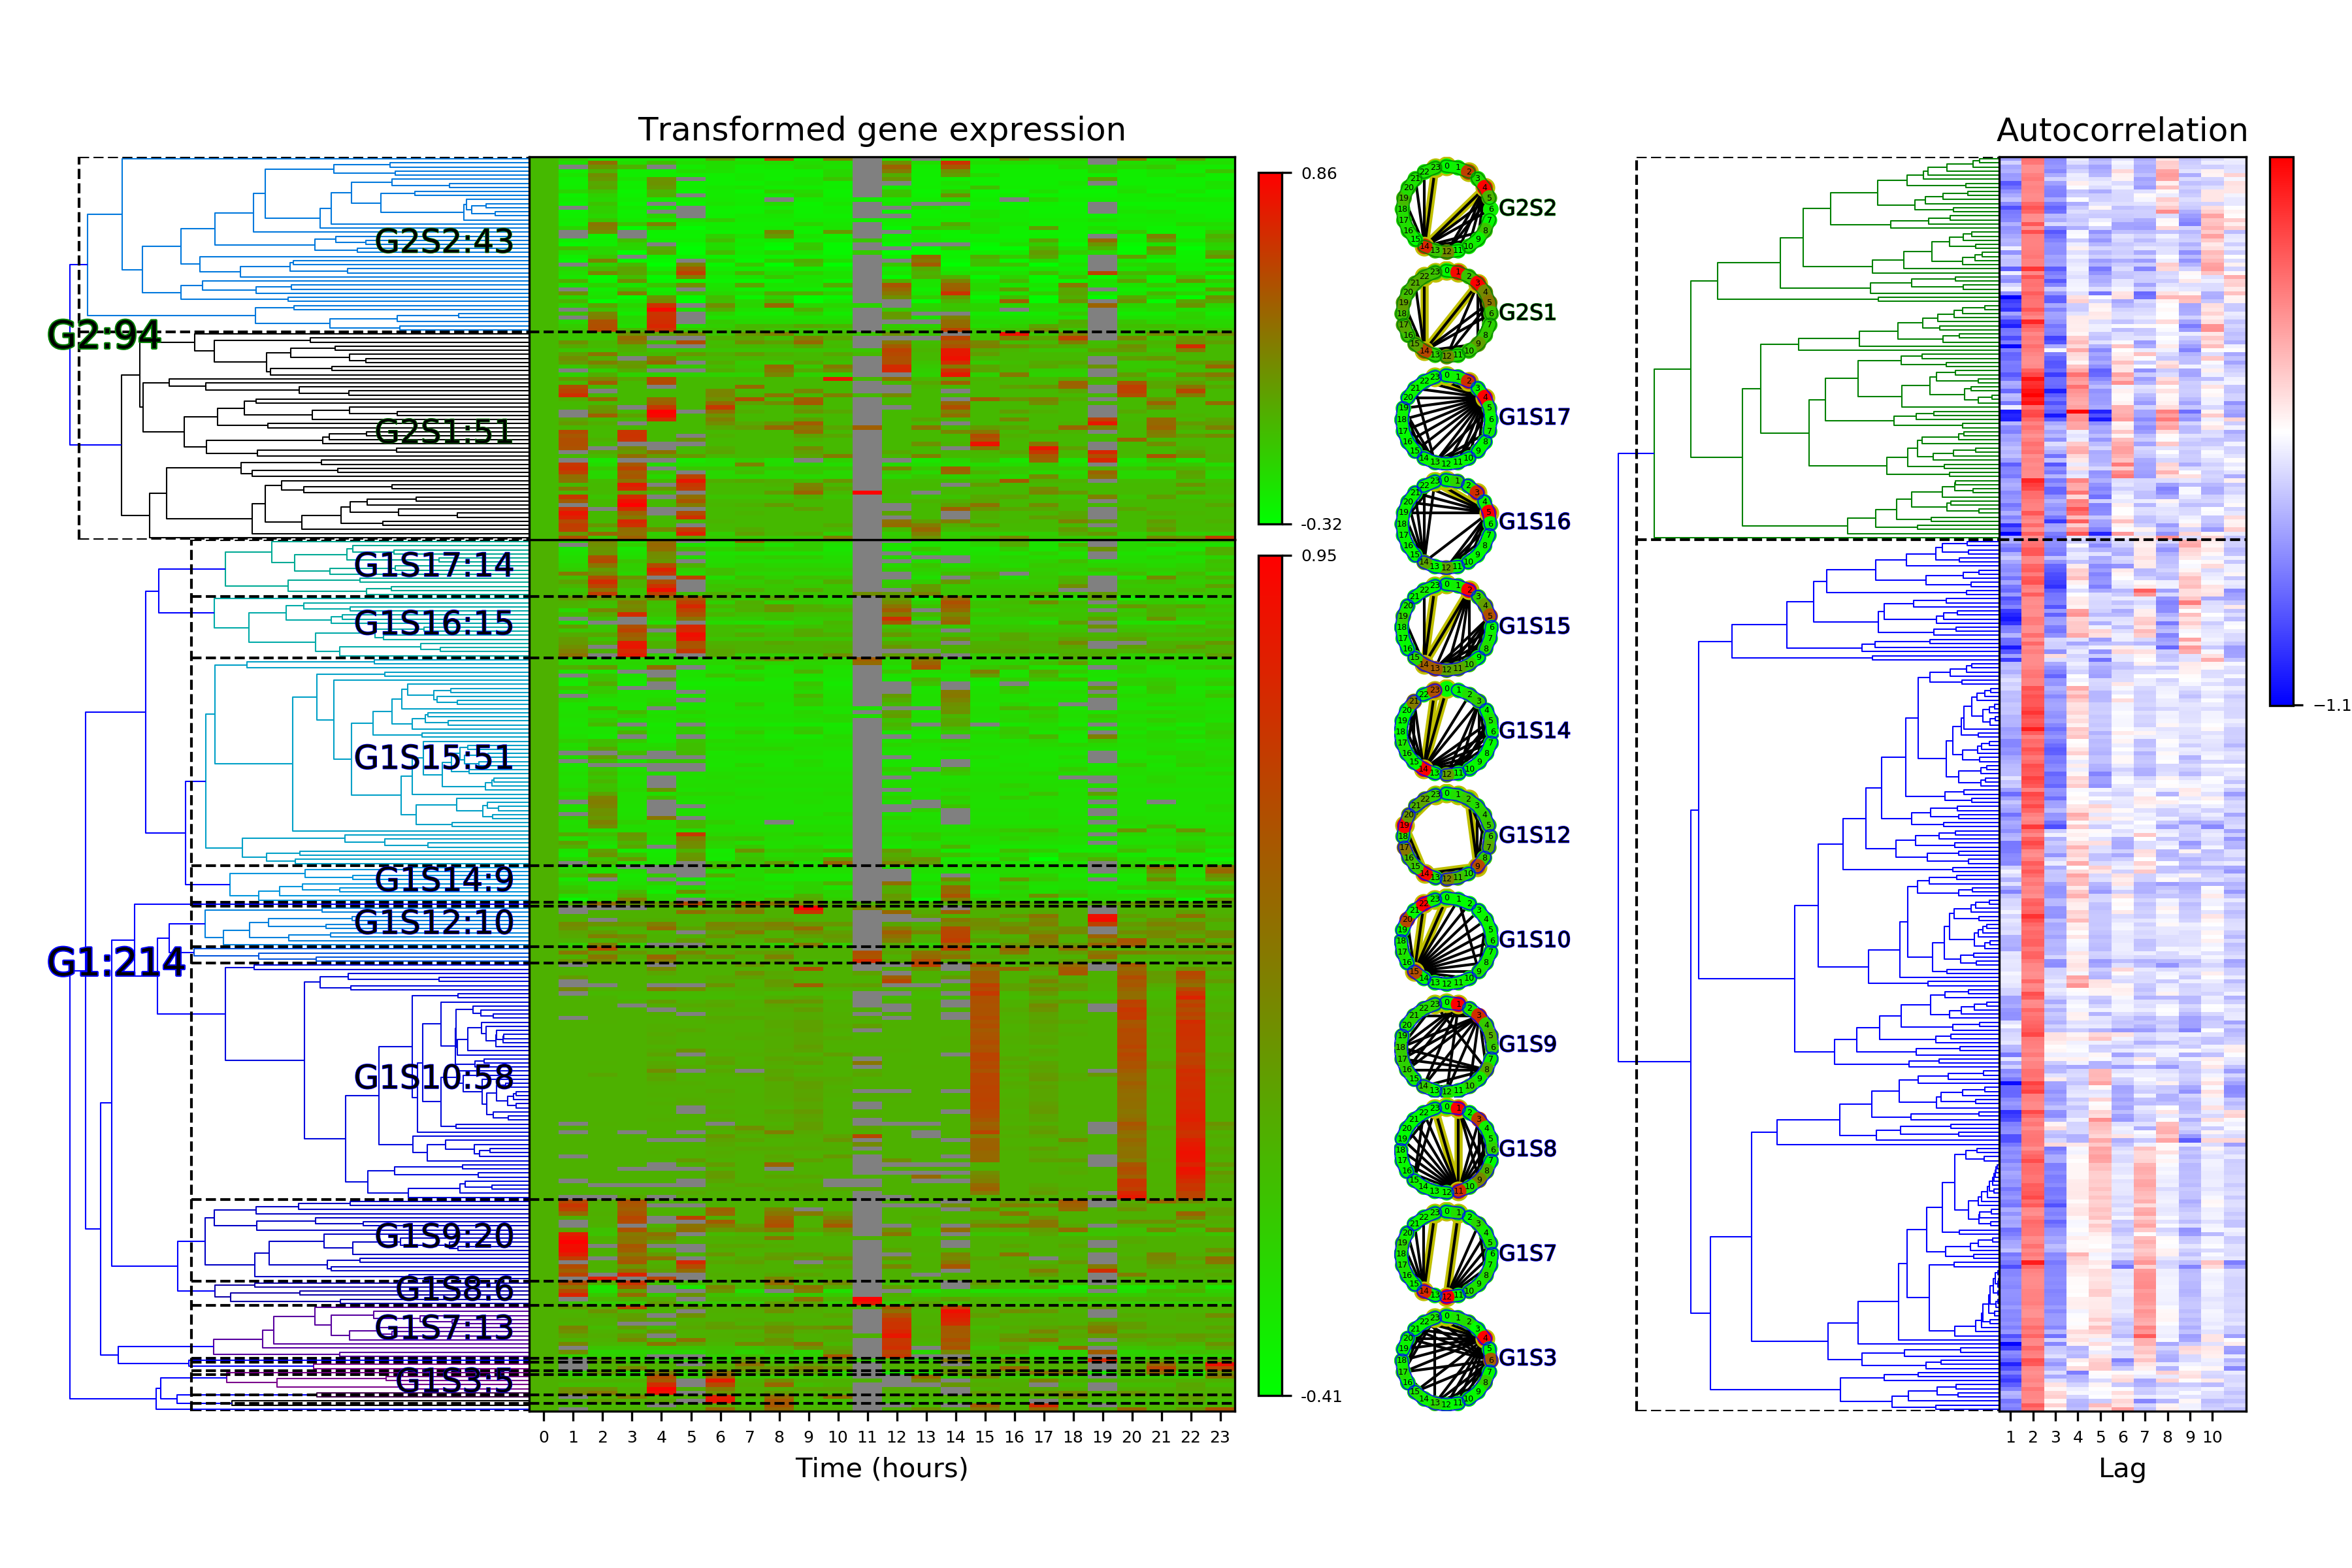 Transformed gene expression
Autocorrelation
G2S2:43
G2:94
G2S1:51
G1S17:14
G1S16:15
G1S15:51
G1S14:9
G1S12:10
G1:214
G1S10:58
G1S9:20
G1S8:6
G1S7:13
G1S3:5
0 1 2 3 4 5 6 7 8 9 10 11 12 13 14 15 16 17 18 19 20 21 22 23
Time (hours)
0.86
-0.32
0.95
-0.41
G2S2
G2S1
G1S17
G1S16
G1S15
G1S14
G1S12
G1S10
G1S9
G1S8
G1S7
G1S3
−1.1
1 2 3 4 5 6 7 8 9 10
Lag